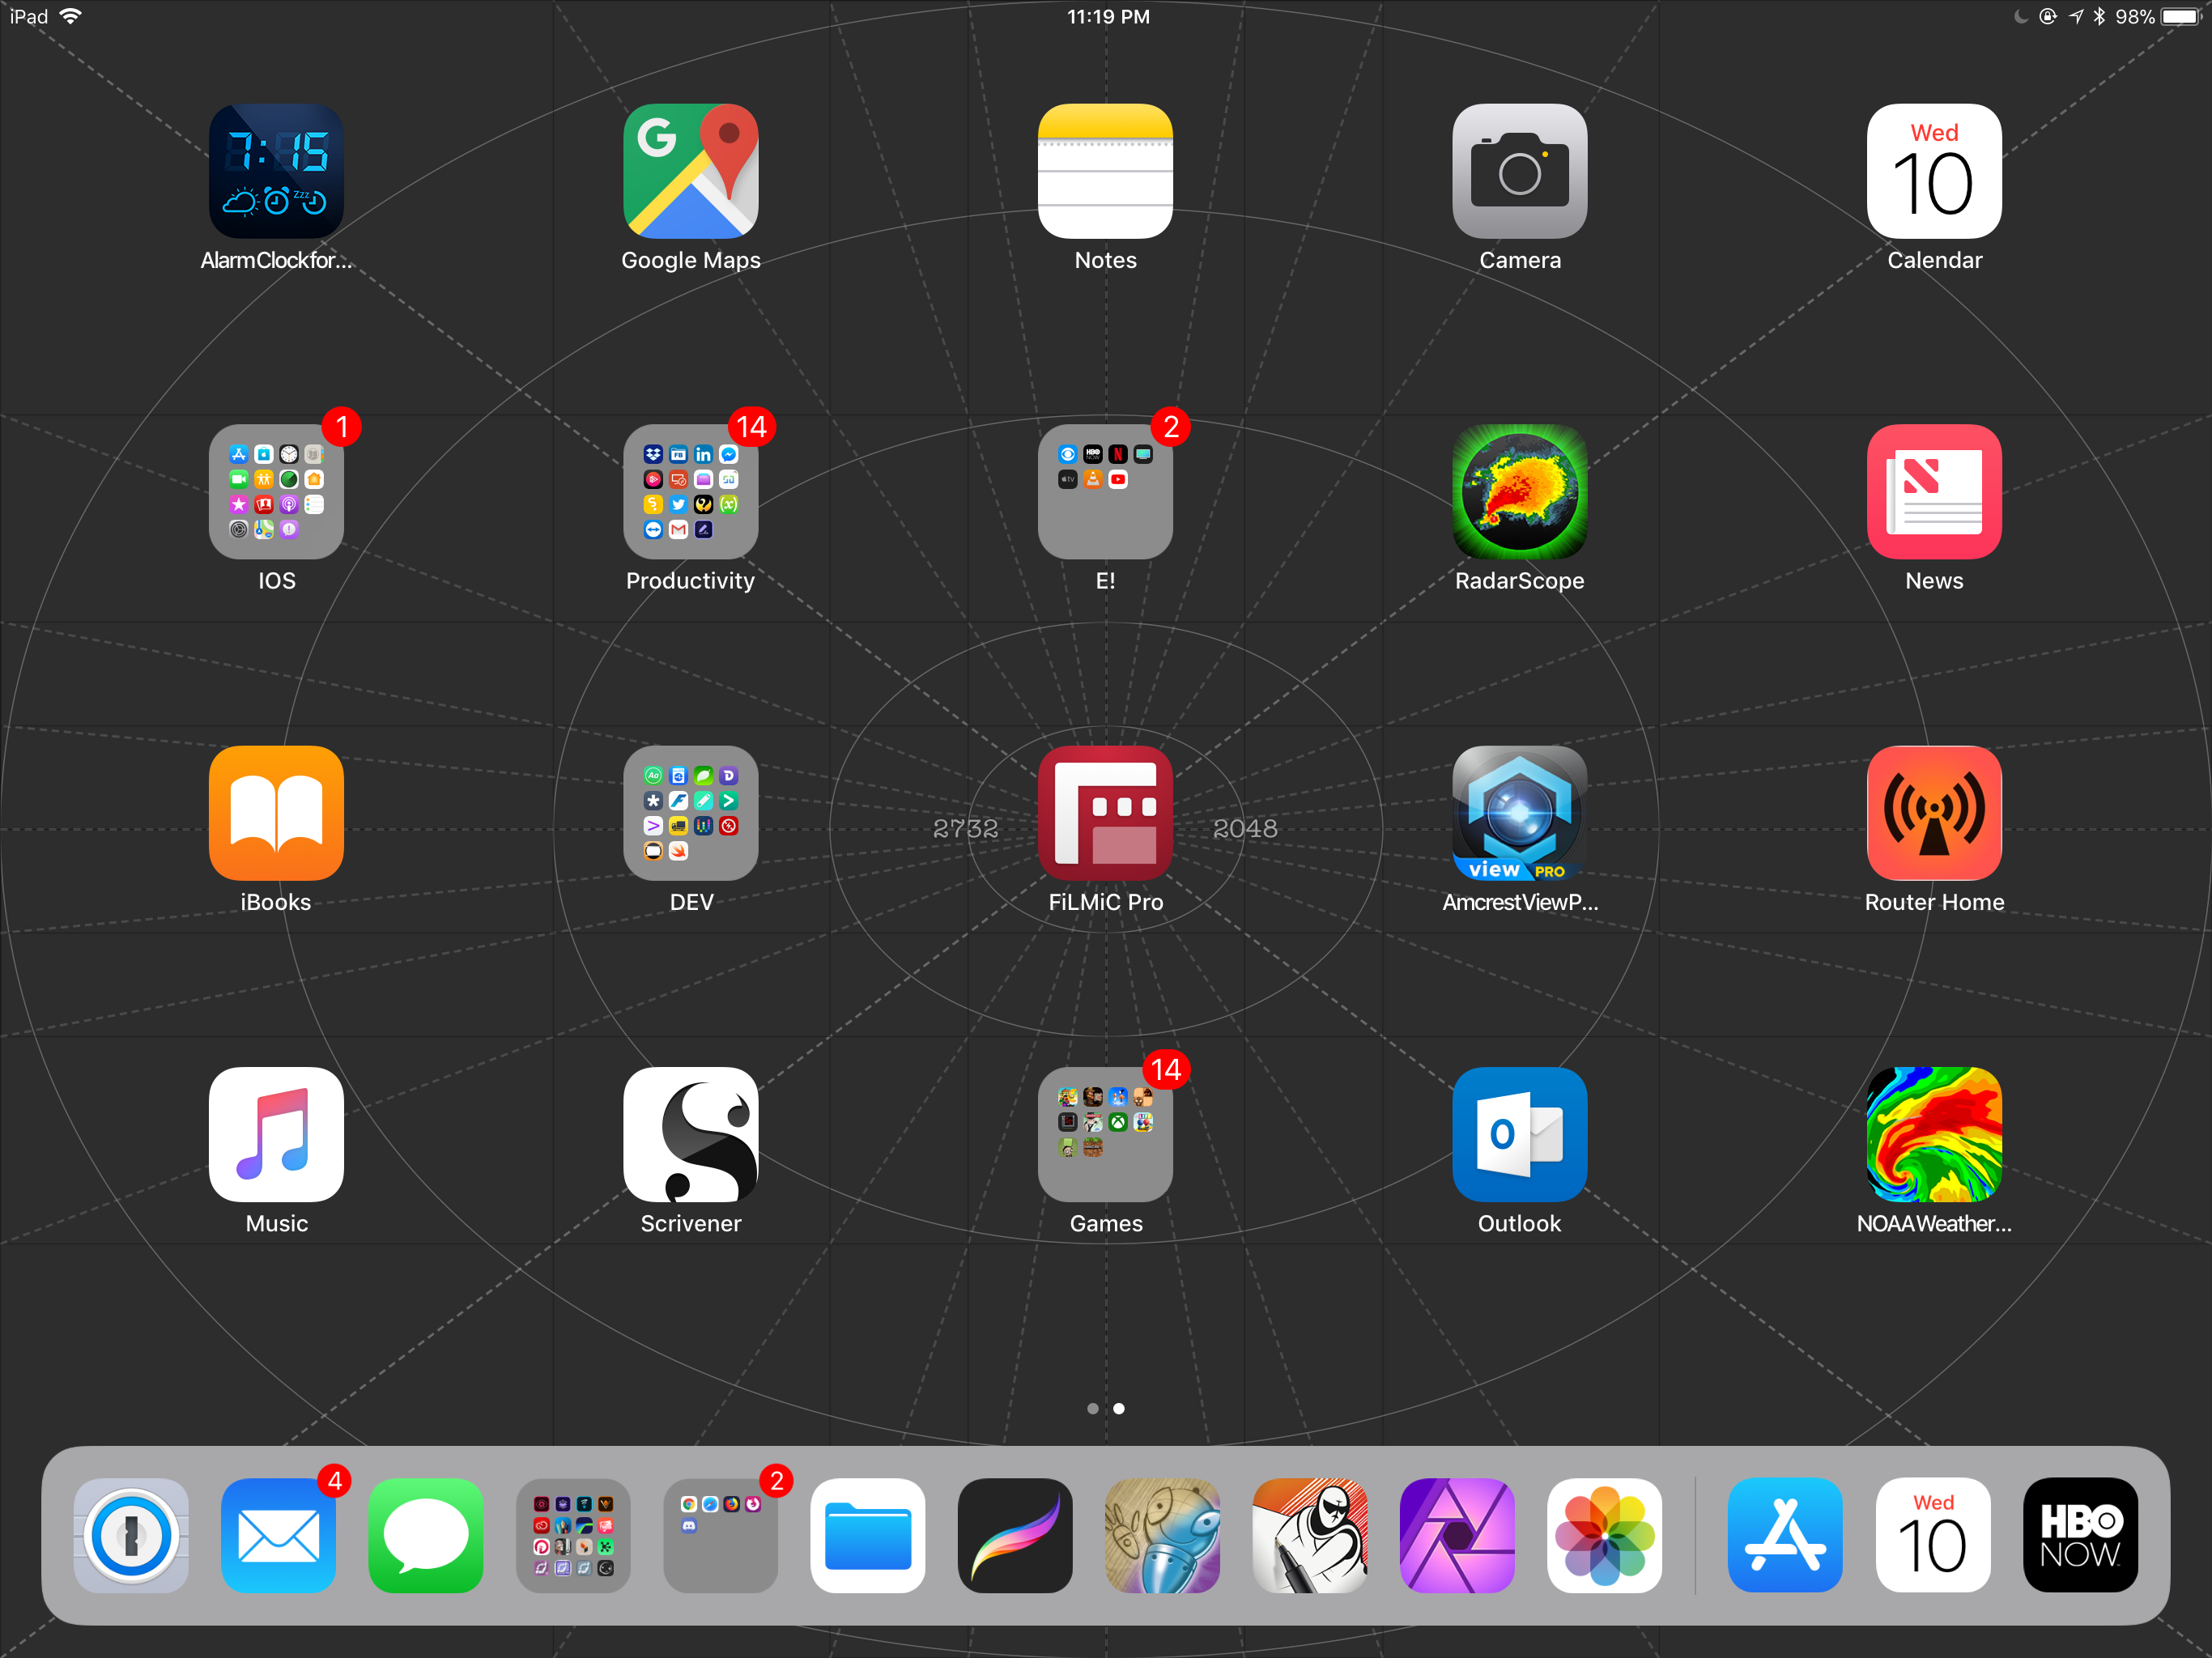 iPad
11:19 PM
98%
7:15
zzz
AlarmClockfor...
G
Google Maps
Notes
Camera
Wed
10
Calendar
1
IOS
14
Productivity
2
E!
RadarScope
News
iBooks
DEV
2732
FiLMiC Pro
2048
view PRO
AmcrestViewP...
Router Home
Music
Scrivener
14
Games
O
Outlook
NOAAWeather...
4
2
Wed
10
HBO
NOW